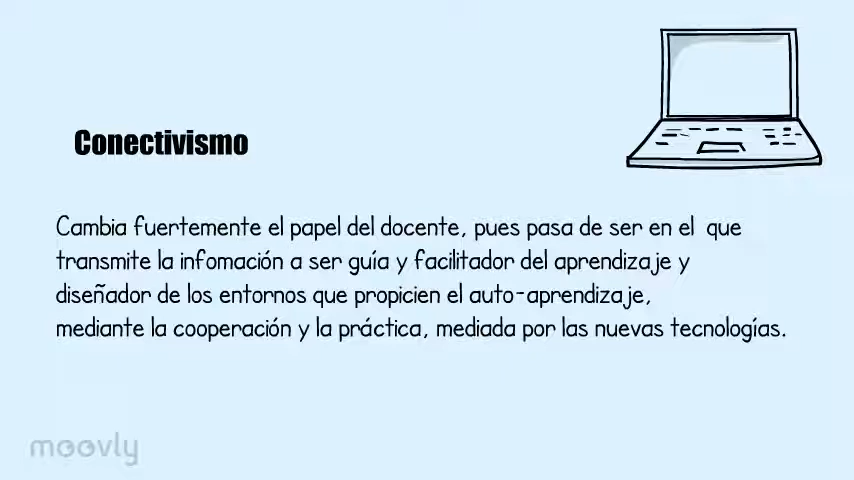 Conectivismo
Cambia fuertemente el papel del docente, pues pasa de ser en el que
transmite la infomación a ser guía y facilitador del aprendizaje y
diseñador de los entornos que propicien el auto-aprendizaje,
mediante la cooperación y la práctica, mediada por las nuevas tecnologías.
moovly